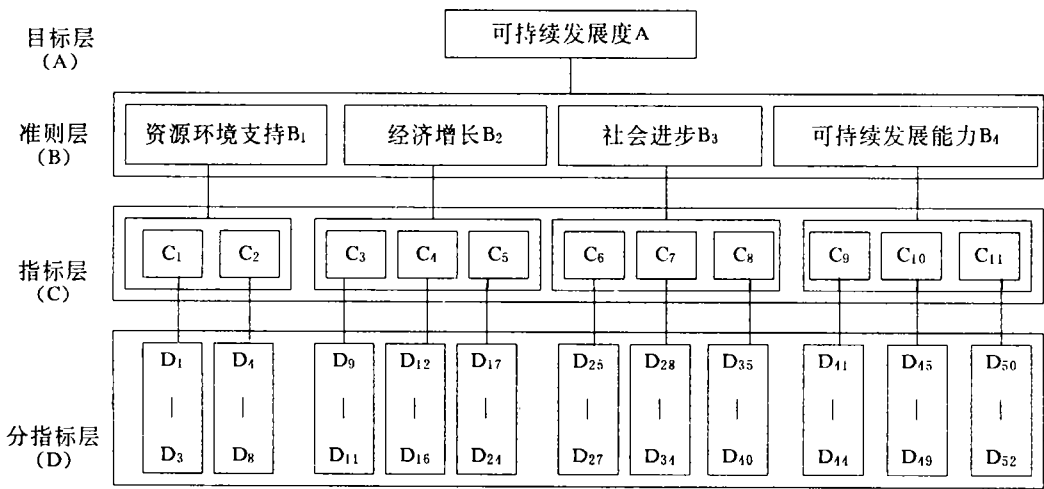 可持续发展度A
目标层
(A)
资源环境支持B₁ 经济增长B₂ 社会进步B₃ 可持续发展能力B₄
准则层
(B)
C₁ C₂ C₃ C₄ C₅ C₆ C₇ C₈ C₉ C₁₀ C₁₁
指标层
(C)
D₁ D₄ D₉ D₁₂ D₁₇ D₂₅ D₂₈ D₃₅ D₄₁ D₄₅ D₵₀
分指标层
(D)
D₃ D₈ D₁₁ D₁₆ D₂₄ D₂₇ D₃₄ D₄₀ D₄₄ D₄₉ D₅₂